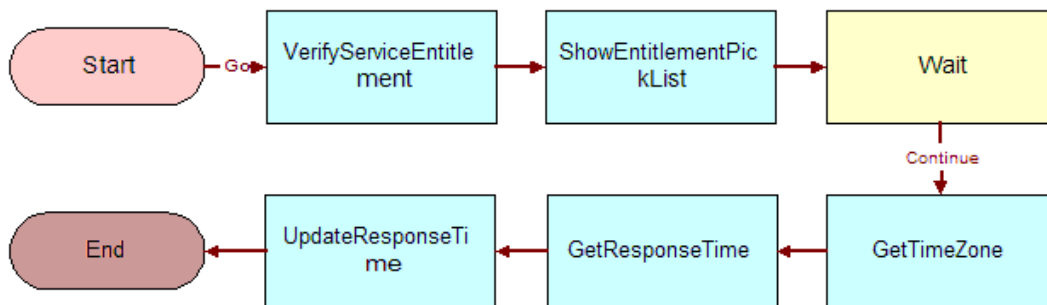 Start
Go
VerifyServiceEntitle
ment
ShowEntitlementPic
kList
Wait
Continue
GetTimeZone
GetResponseTime
UpdateResponseTi
me
End